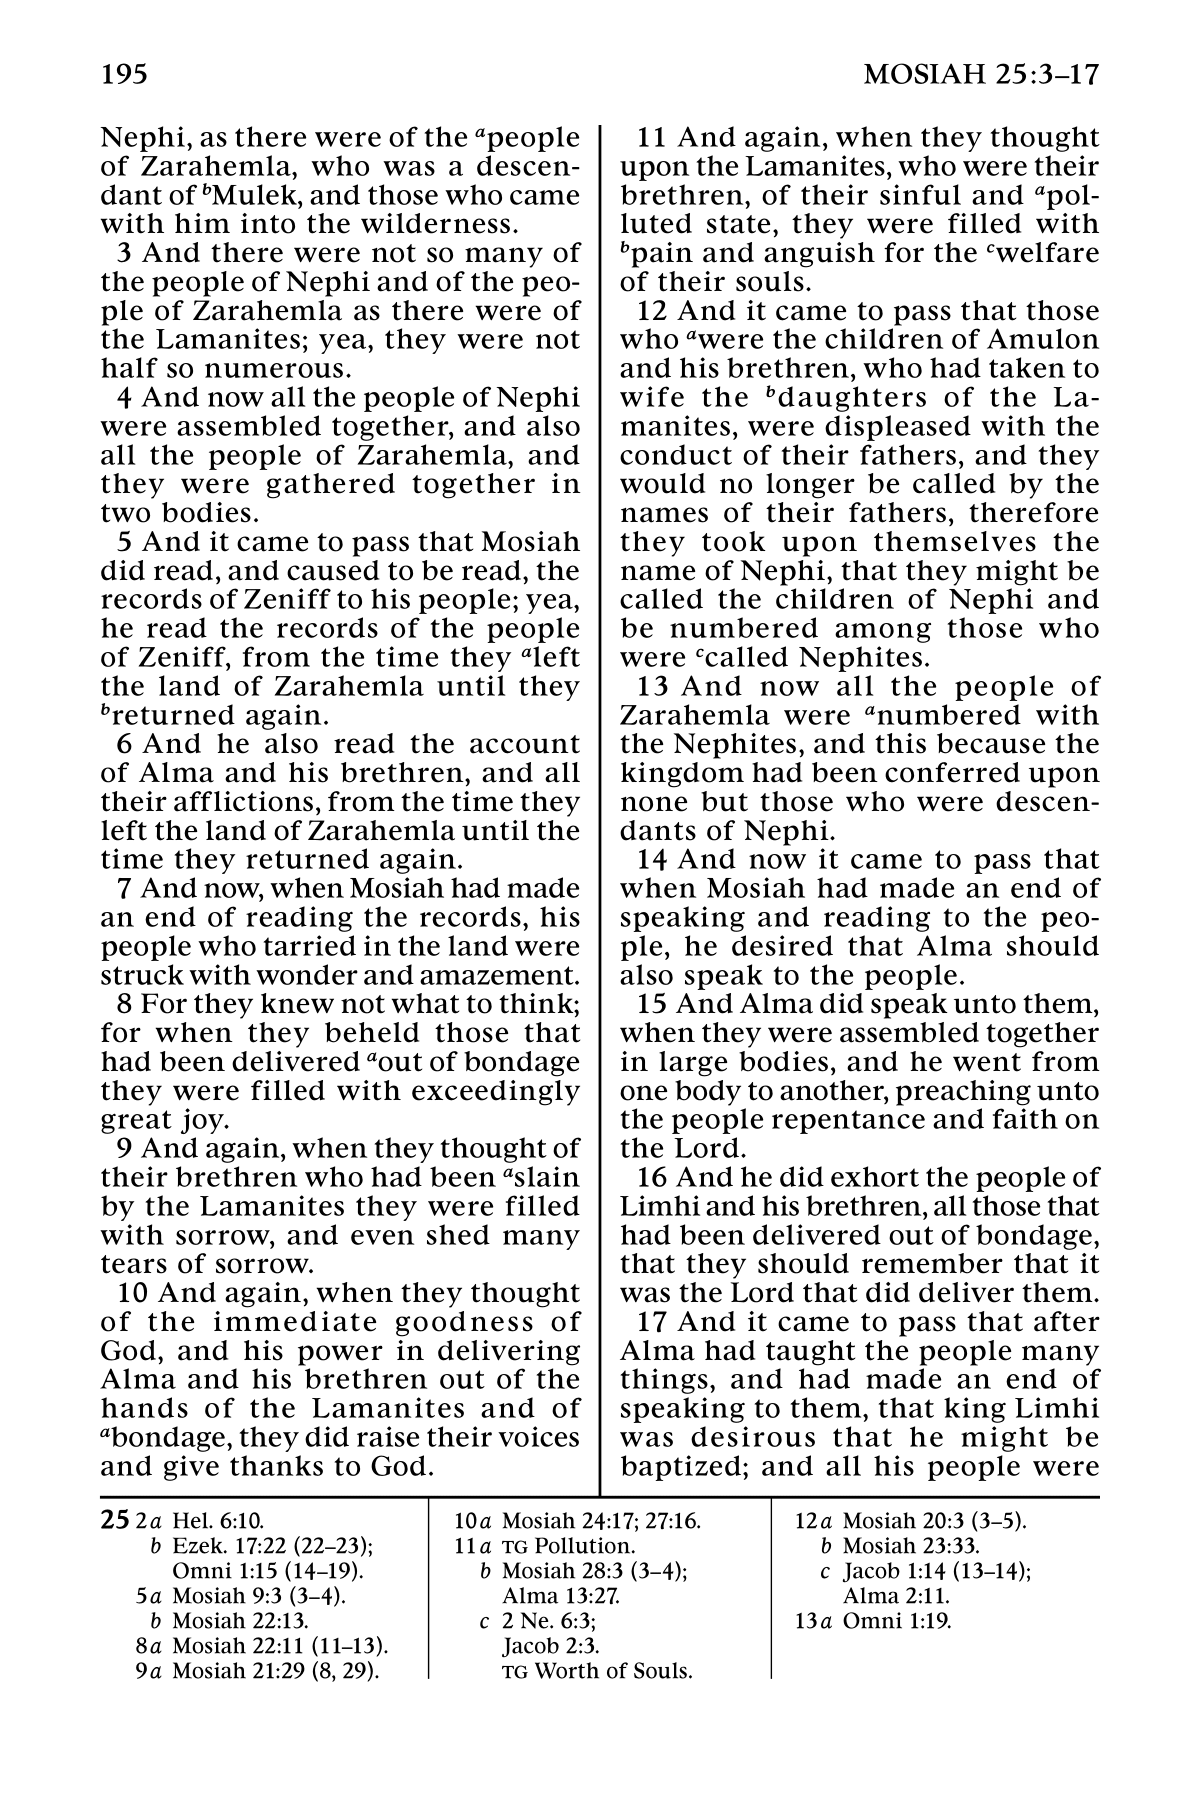 195
MOSIAH 25:3–17
Nephi, as there were of the ᵃpeople
of Zarahemla, who was a descen-
dant of ᵇMulek, and those who came
with him into the wilderness.
3 And there were not so many of
the people of Nephi and of the peo-
ple of Zarahemla as there were of
the Lamanites; yea, they were not
half so numerous.
4 And now all the people of Nephi
were assembled together, and also
all the people of Zarahemla, and
they were gathered together in
two bodies.
5 And it came to pass that Mosiah
did read, and caused to be read, the
records of Zeniff to his people; yea,
he read the records of the people
of Zeniff, from the time they ᵃleft
the land of Zarahemla until they
ᵇreturned again.
6 And he also read the account
of Alma and his brethren, and all
their afflictions, from the time they
left the land of Zarahemla until the
time they returned again.
7 And now, when Mosiah had made
an end of reading the records, his
people who tarried in the land were
struck with wonder and amazement.
8 For they knew not what to think;
for when they beheld those that
had been delivered ᵃout of bondage
they were filled with exceedingly
great joy.
9 And again, when they thought of
their brethren who had been ᵃslain
by the Lamanites they were filled
with sorrow, and even shed many
tears of sorrow.
10 And again, when they thought
of the immediate goodness of
God, and his power in delivering
Alma and his brethren out of the
hands of the Lamanites and of
ᵃbondage, they did raise their voices
and give thanks to God.
11 And again, when they thought
upon the Lamanites, who were their
brethren, of their sinful and ᵃpol-
luted state, they were filled with
ᵇpain and anguish for the ᶜwelfare
of their souls.
12 And it came to pass that those
who ᵃwere the children of Amulon
and his brethren, who had taken to
wife the ᵇdaughters of the La-
manites, were displeased with the
conduct of their fathers, and they
would no longer be called by the
names of their fathers, therefore
they took upon themselves the
name of Nephi, that they might be
called the children of Nephi and
be numbered among those who
were ᶜcalled Nephites.
13 And now all the people of
Zarahemla were ᵃnumbered with
the Nephites, and this because the
kingdom had been conferred upon
none but those who were descen-
dants of Nephi.
14 And now it came to pass that
when Mosiah had made an end of
speaking and reading to the peo-
ple, he desired that Alma should
also speak to the people.
15 And Alma did speak unto them,
when they were assembled together
in large bodies, and he went from
one body to another, preaching unto
the people repentance and faith on
the Lord.
16 And he did exhort the people of
Limhi and his brethren, all those that
had been delivered out of bondage,
that they should remember that it
was the Lord that did deliver them.
17 And it came to pass that after
Alma had taught the people many
things, and had made an end of
speaking to them, that king Limhi
was desirous that he might be
baptized; and all his people were
25 2a Hel. 6:10.
b Ezek. 17:22 (22–23);
Omni 1:15 (14–19).
5a Mosiah 9:3 (3–4).
b Mosiah 22:13.
8a Mosiah 22:11 (11–13).
9a Mosiah 21:29 (8, 29).
10a Mosiah 24:17; 27:16.
11a TG Pollution.
b Mosiah 28:3 (3–4);
Alma 13:27.
c 2 Ne. 6:3;
Jacob 2:3.
TG Worth of Souls.
12a Mosiah 20:3 (3–5).
b Mosiah 23:33.
c Jacob 1:14 (13–14);
Alma 2:11.
13a Omni 1:19.